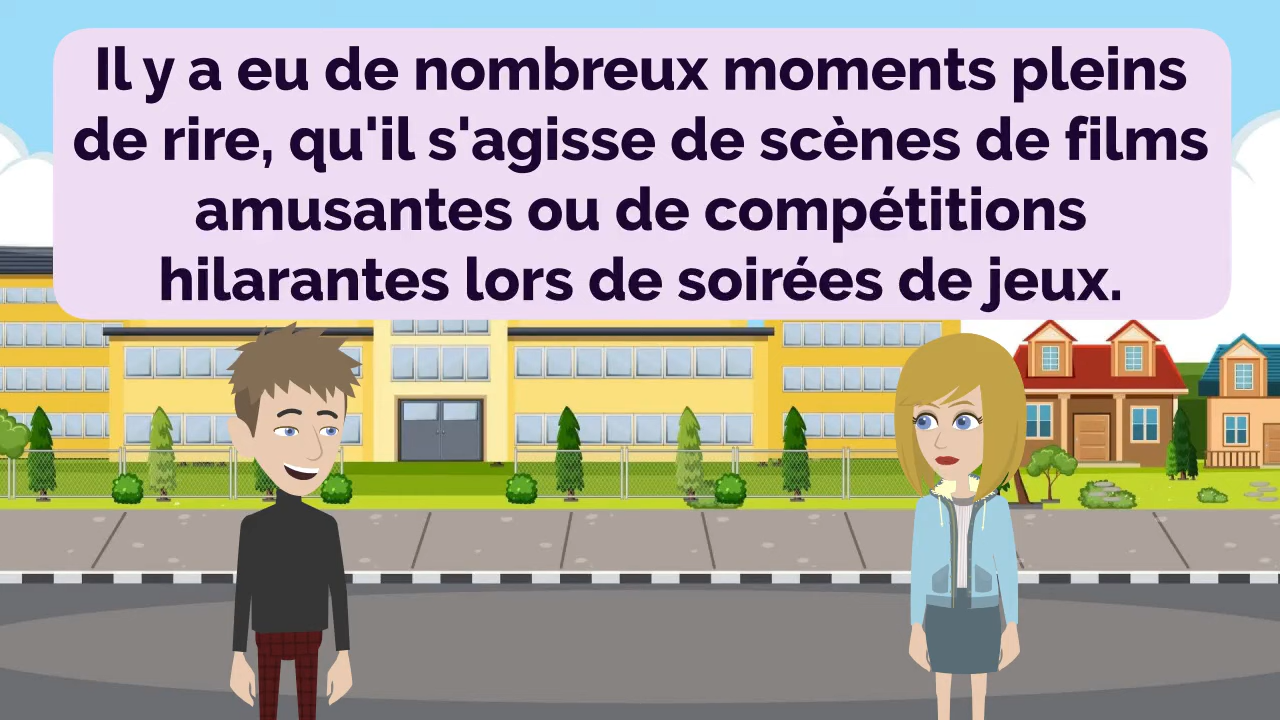 Il y a eu de nombreux moments pleins
de rire, qu'il s'agisse de scènes de films
amusantes ou de compétitions
hilarantes lors de soirées de jeux.